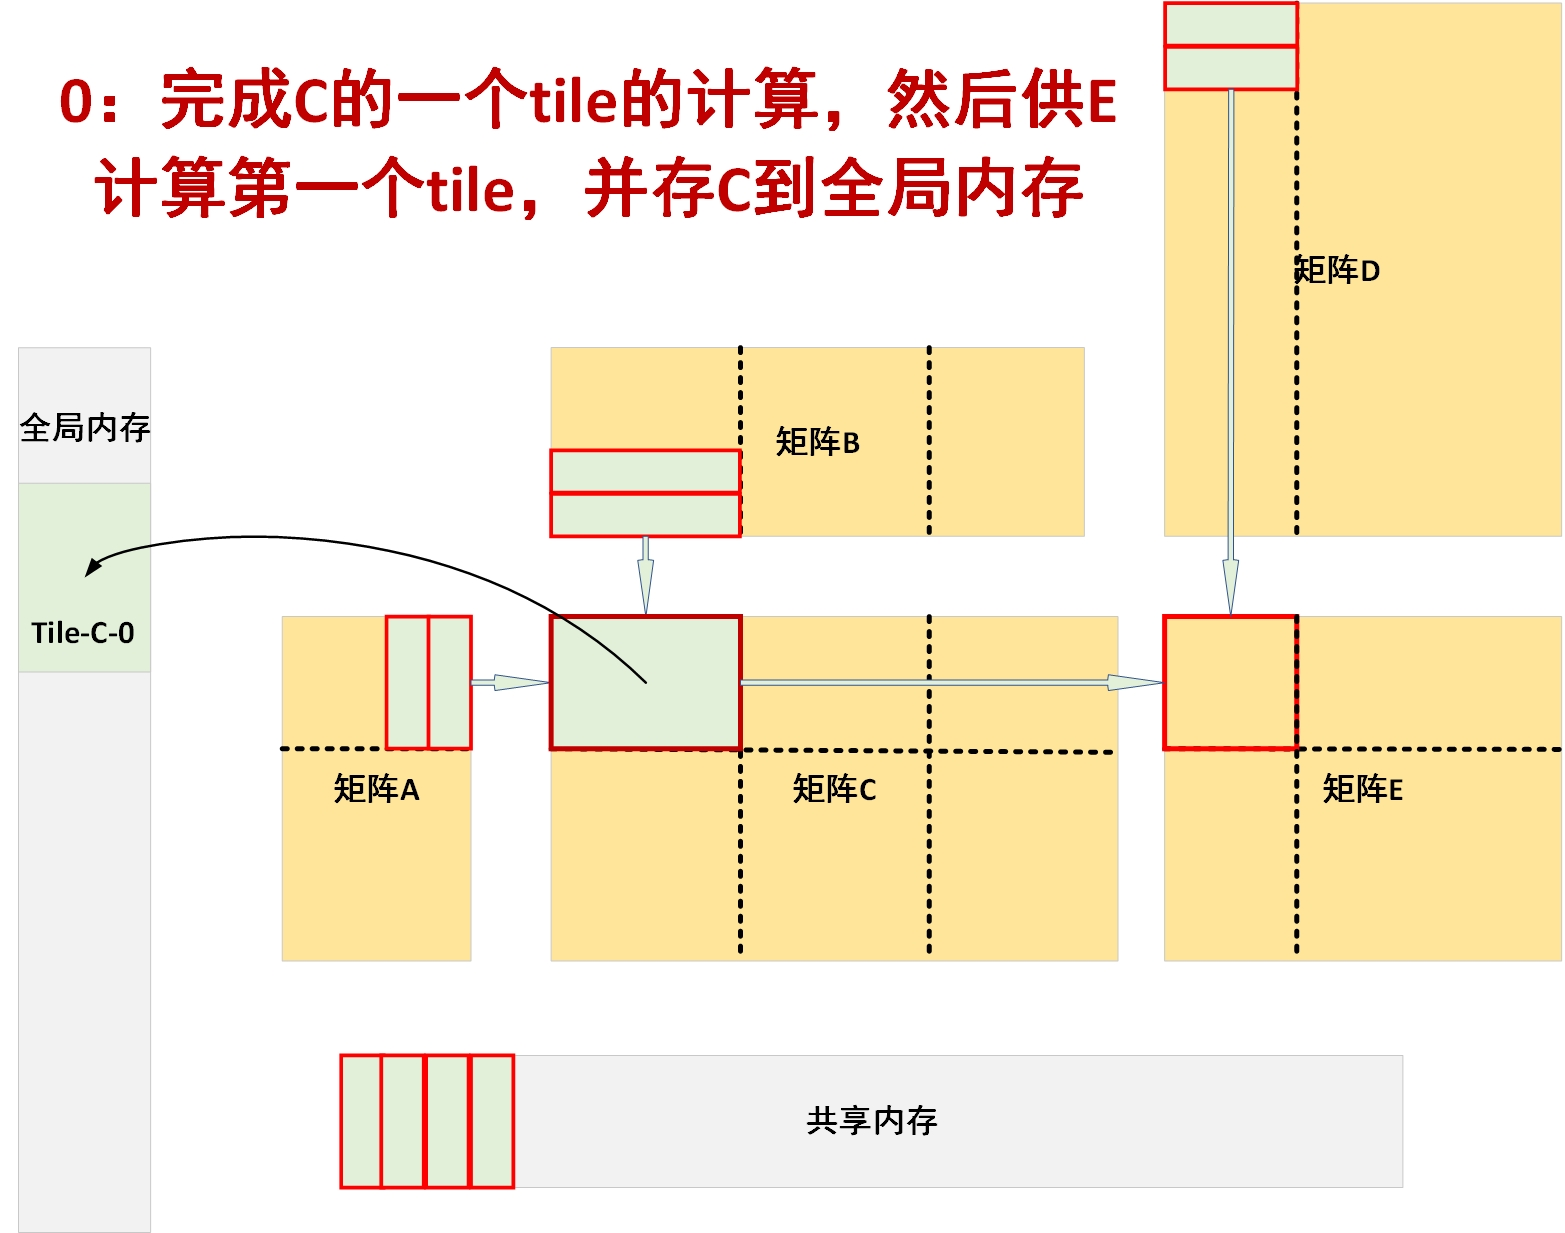 0：完成C的一个tile的计算，然后供E
计算第一个tile，并存C到全局内存
矩阵D
全局内存
矩阵B
Tile-C-0
矩阵A
矩阵C
矩阵E
共享内存